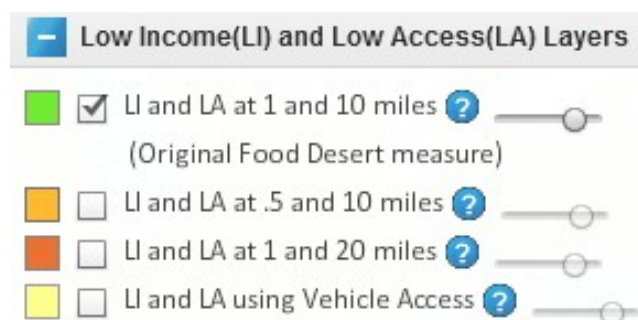 Low Income(LI) and Low Access(LA) Layers
LI and LA at 1 and 10 miles ?
(Original Food Desert measure)
LI and LA at .5 and 10 miles ?
LI and LA at 1 and 20 miles ?
LI and LA using Vehicle Access ?